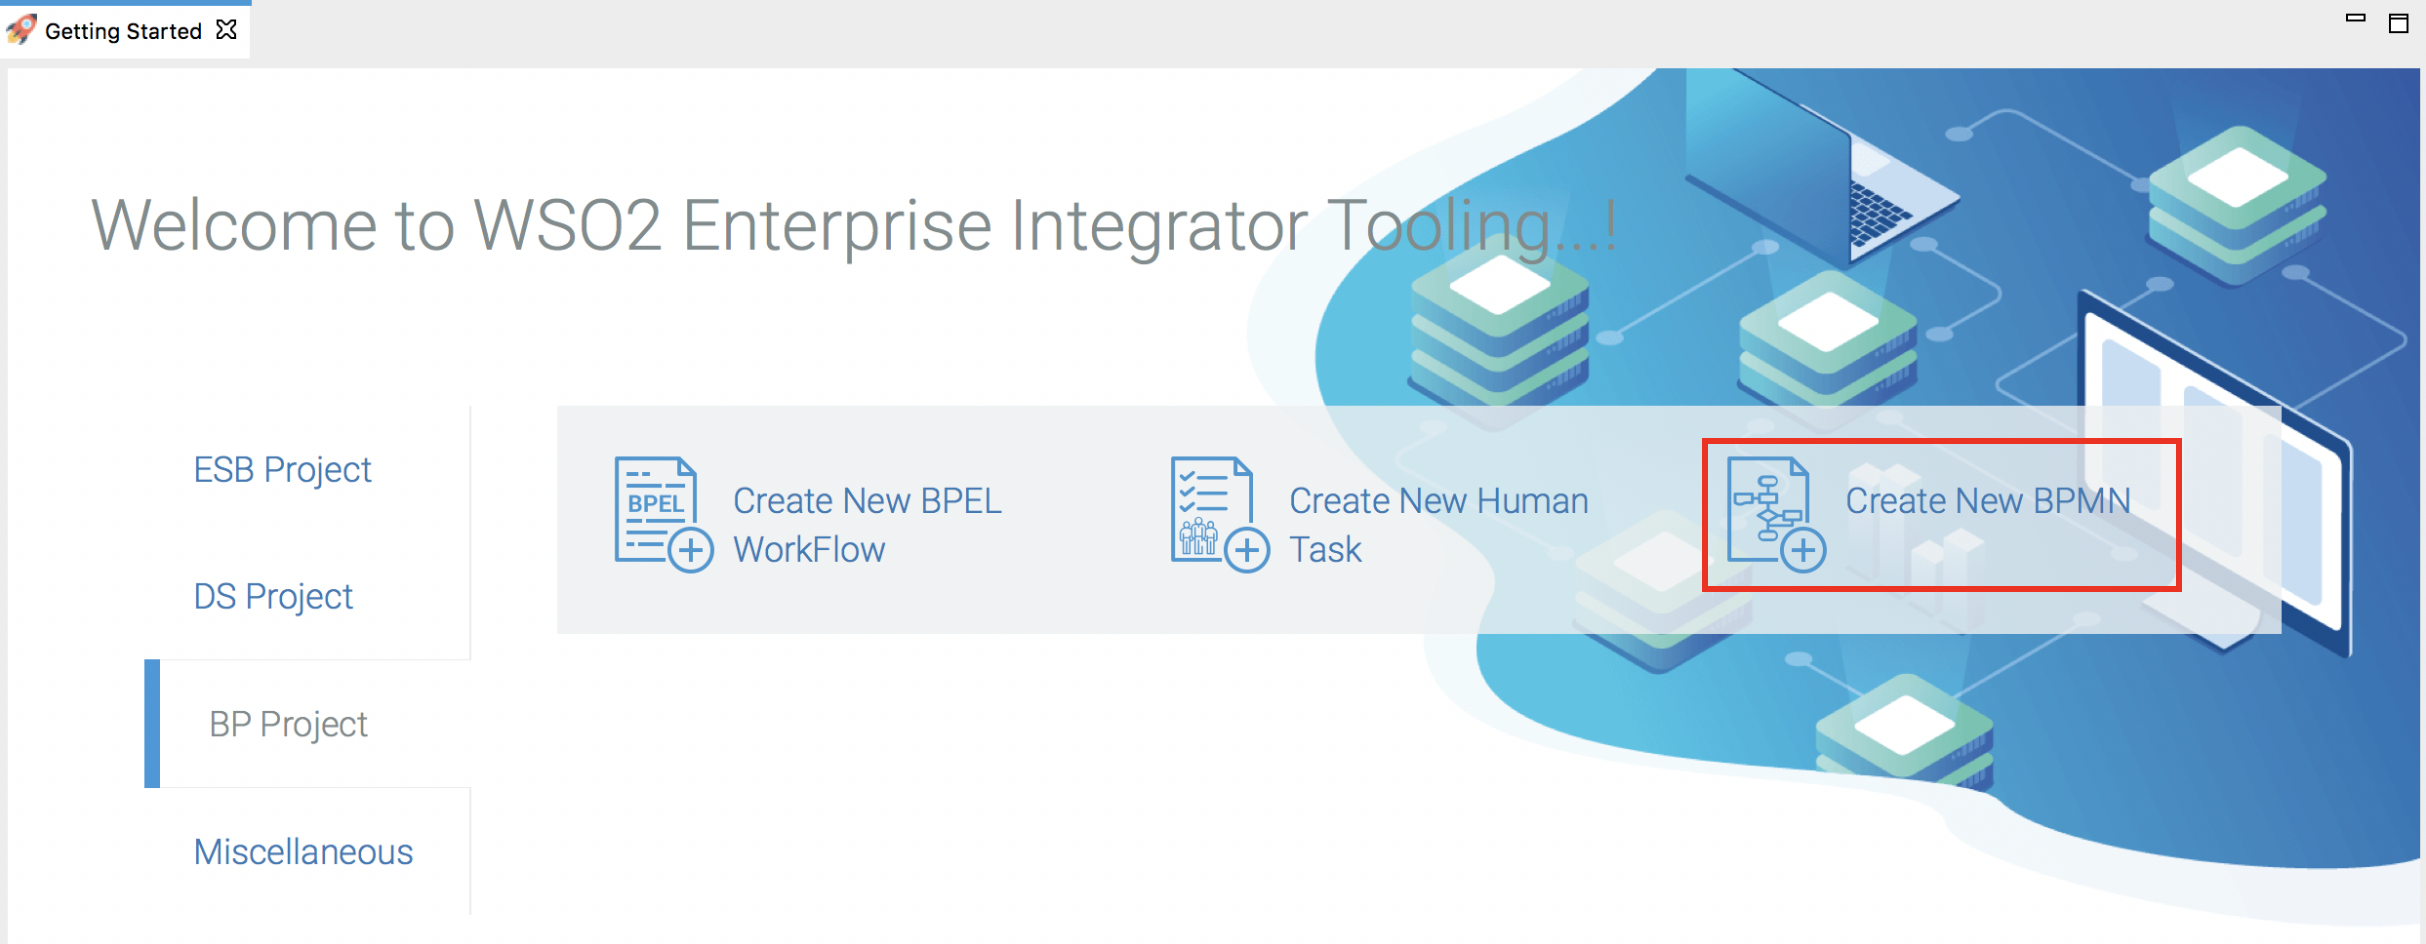 Getting Started
Welcome to WSO2 Enterprise Integrator Tooling...!
ESB Project
DS Project
BP Project
Miscellaneous
BPEL
Create New BPEL
WorkFlow
Create New Human
Task
Create New BPMN